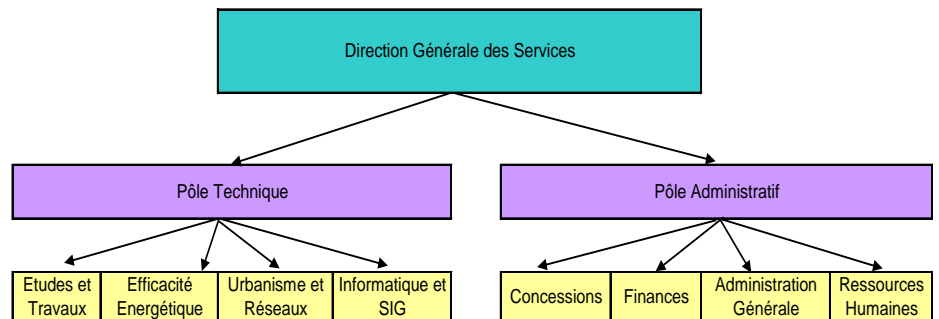 Direction Générale des Services
Pôle Technique
Pôle Administratif
Etudes et
Travaux
Efficacité
Energétique
Urbanisme et
Réseaux
Informatique et
SIG
Concessions
Finances
Administration
Générale
Ressources
Humaines